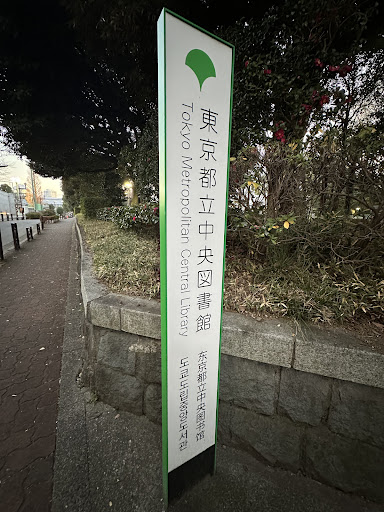 東京都立中央図書館
Tokyo Metropolitan Central Library
东京都立中央图书馆
도쿄도립중앙도서관